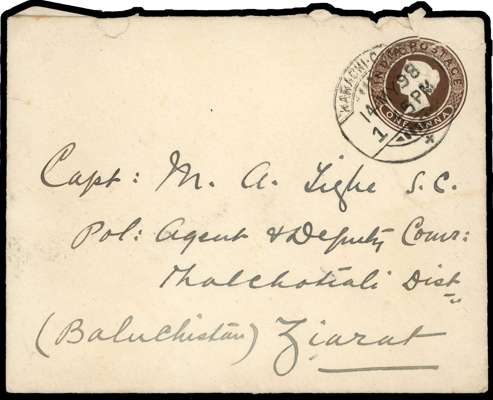 INDIA POSTAGE
ONE ANNA
KARACHI
Capt: M. A. Tighe S.C.
Pol: Agent & Deputy Comr:
Thalchotiali Dist
(Baluchistan) Ziarat